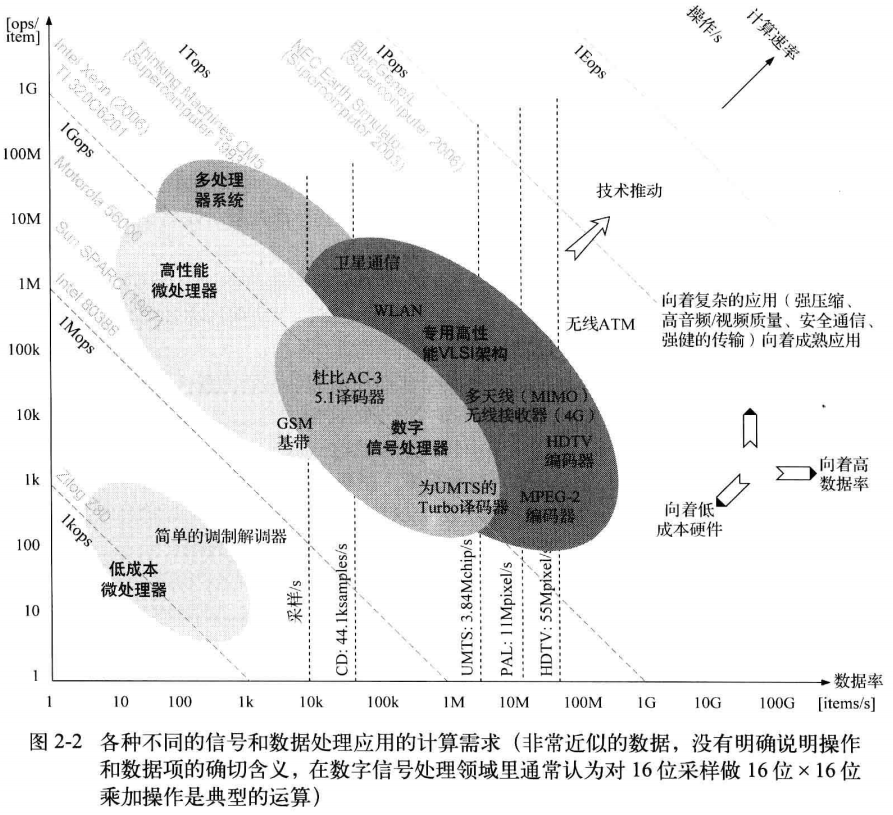 [ops/
item]
1G
100M
10M
1M
100k
10k
1k
100
10
1
1
10
100
1k
10k
100k
1M
10M
100M
1G
10G
100G
[items/s]
数据率
操作/s
计算速率
1Tops
1Pops
1Eops
1Gops
1Mops
1kops
Intel Xeon (2006)
TI 320C6201
Thinking Machines CM5
(Supercomputer 1993)
NEC Earth Simulator
(Supercomputer 2003)
BlueGene/L
(Supercomputer 2006)
Motorola 56000
Sun SPARC (1987)
Intel 80386
Zilog Z80
多处理
器系统
高性能
微处理器
卫星通信
WLAN
专用高性
能VLSI架构
无线ATM
技术推动
向着复杂的应用（强压缩、
高音频/视频质量、安全通信、
强健的传输）向着成熟应用
杜比AC-3
5.1译码器
GSM
基带
数字
信号处理器
多天线（MIMO）
无线接收器（4G）
HDTV
编码器
为UMTS的
Turbo译码器
MPEG-2
编码器
向着高
数据率
向着低
成本硬件
简单的调制解调器
低成本
微处理器
采样/s
CD: 44.1ksamples/s
UMTS: 3.84Mchip/s
PAL: 11Mpixel/s
HDTV: 55Mpixel/s
图 2-2 各种不同的信号和数据处理应用的计算需求（非常近似的数据，没有明确说明操作
和数据项的确切含义，在数字信号处理领域里通常认为对 16 位采样做 16 位 × 16 位
乘加操作是典型的运算）